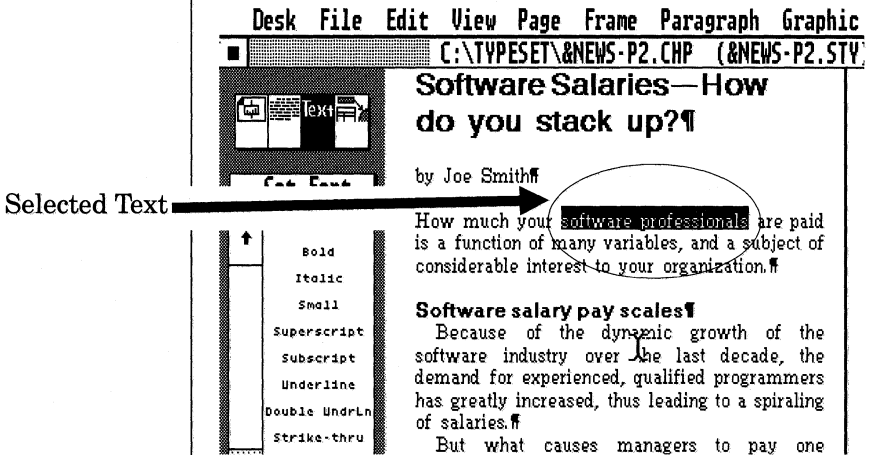 Desk File Edit View Page Frame Paragraph Graphic
C:\TYPESET\&NEWS-P2.CHP (&NEWS-P2.STY)
Software Salaries—How
do you stack up?¶
Text
by Joe Smith¶
Set Font
Selected Text
How much your software professionals are paid
is a function of many variables, and a subject of
considerable interest to your organization.¶
Bold
Italic
Small
Superscript
Subscript
Underline
Double UndrLn
Strike-thru
Software salary pay scales¶
Because of the dynamic growth of the
software industry over the last decade, the
demand for experienced, qualified programmers
has greatly increased, thus leading to a spiraling
of salaries.¶
But what causes managers to pay one